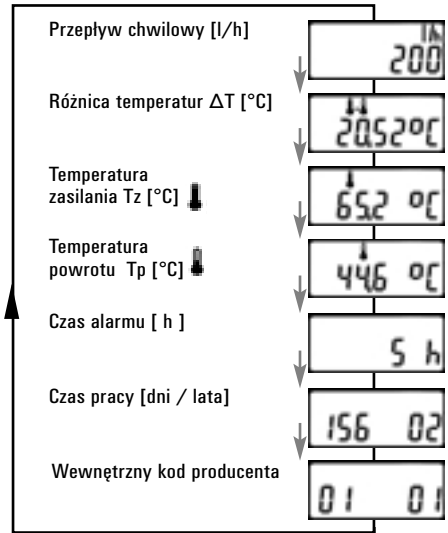 Przepływ chwilowy [l/h]
l/h
200
Różnica temperatur ΔT [°C]
20.52°C
Temperatura
zasilania Tz [°C]
65.2 °C
Temperatura
powrotu Tp [°C]
44.6 °C
Czas alarmu [ h ]
5 h
Czas pracy [dni / lata]
156 02
Wewnętrzny kod producenta
01 01